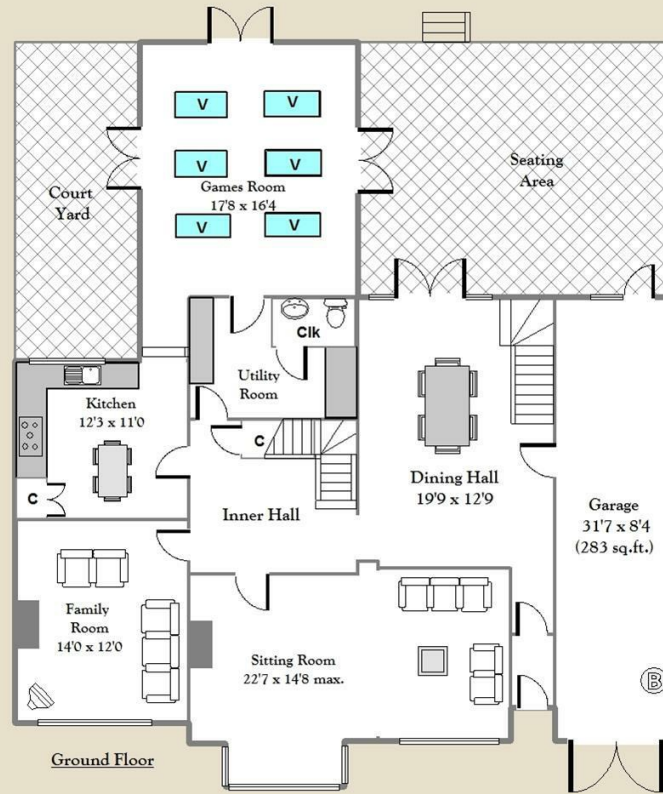 V
V
Court
Yard
V
V
Games Room
17'8 x 16'4
Seating
Area
V
V
Clk
Utility
Room
Kitchen
12'3 x 11'0
C
C
Inner Hall
Dining Hall
19'9 x 12'9
Garage
31'7 x 8'4
(283 sq.ft.)
Family
Room
14'0 x 12'0
Sitting Room
22'7 x 14'8 max.
B
Ground Floor